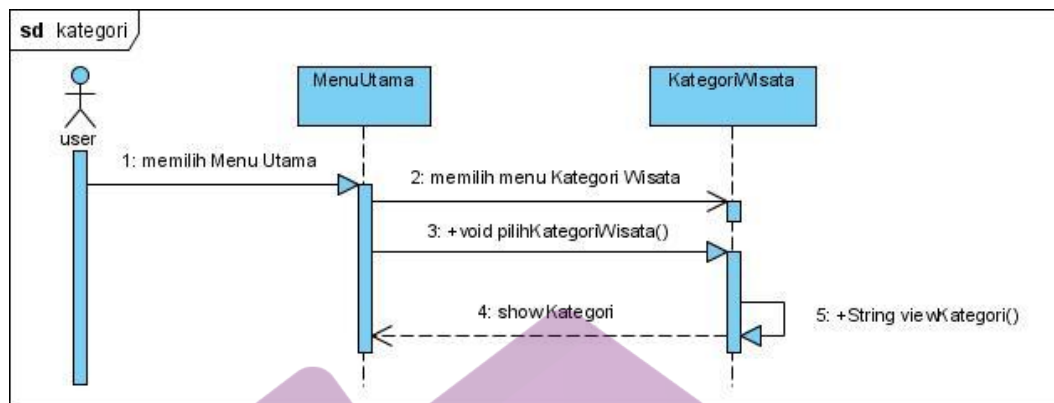 sd kategori
MenuUtama
KategoriWIsata
user
1: memilih Menu Utama
2: memilih menu Kategori Wisata
3: +void pilihKategoriWisata()
4: showKategori
5: +String viewKategori()